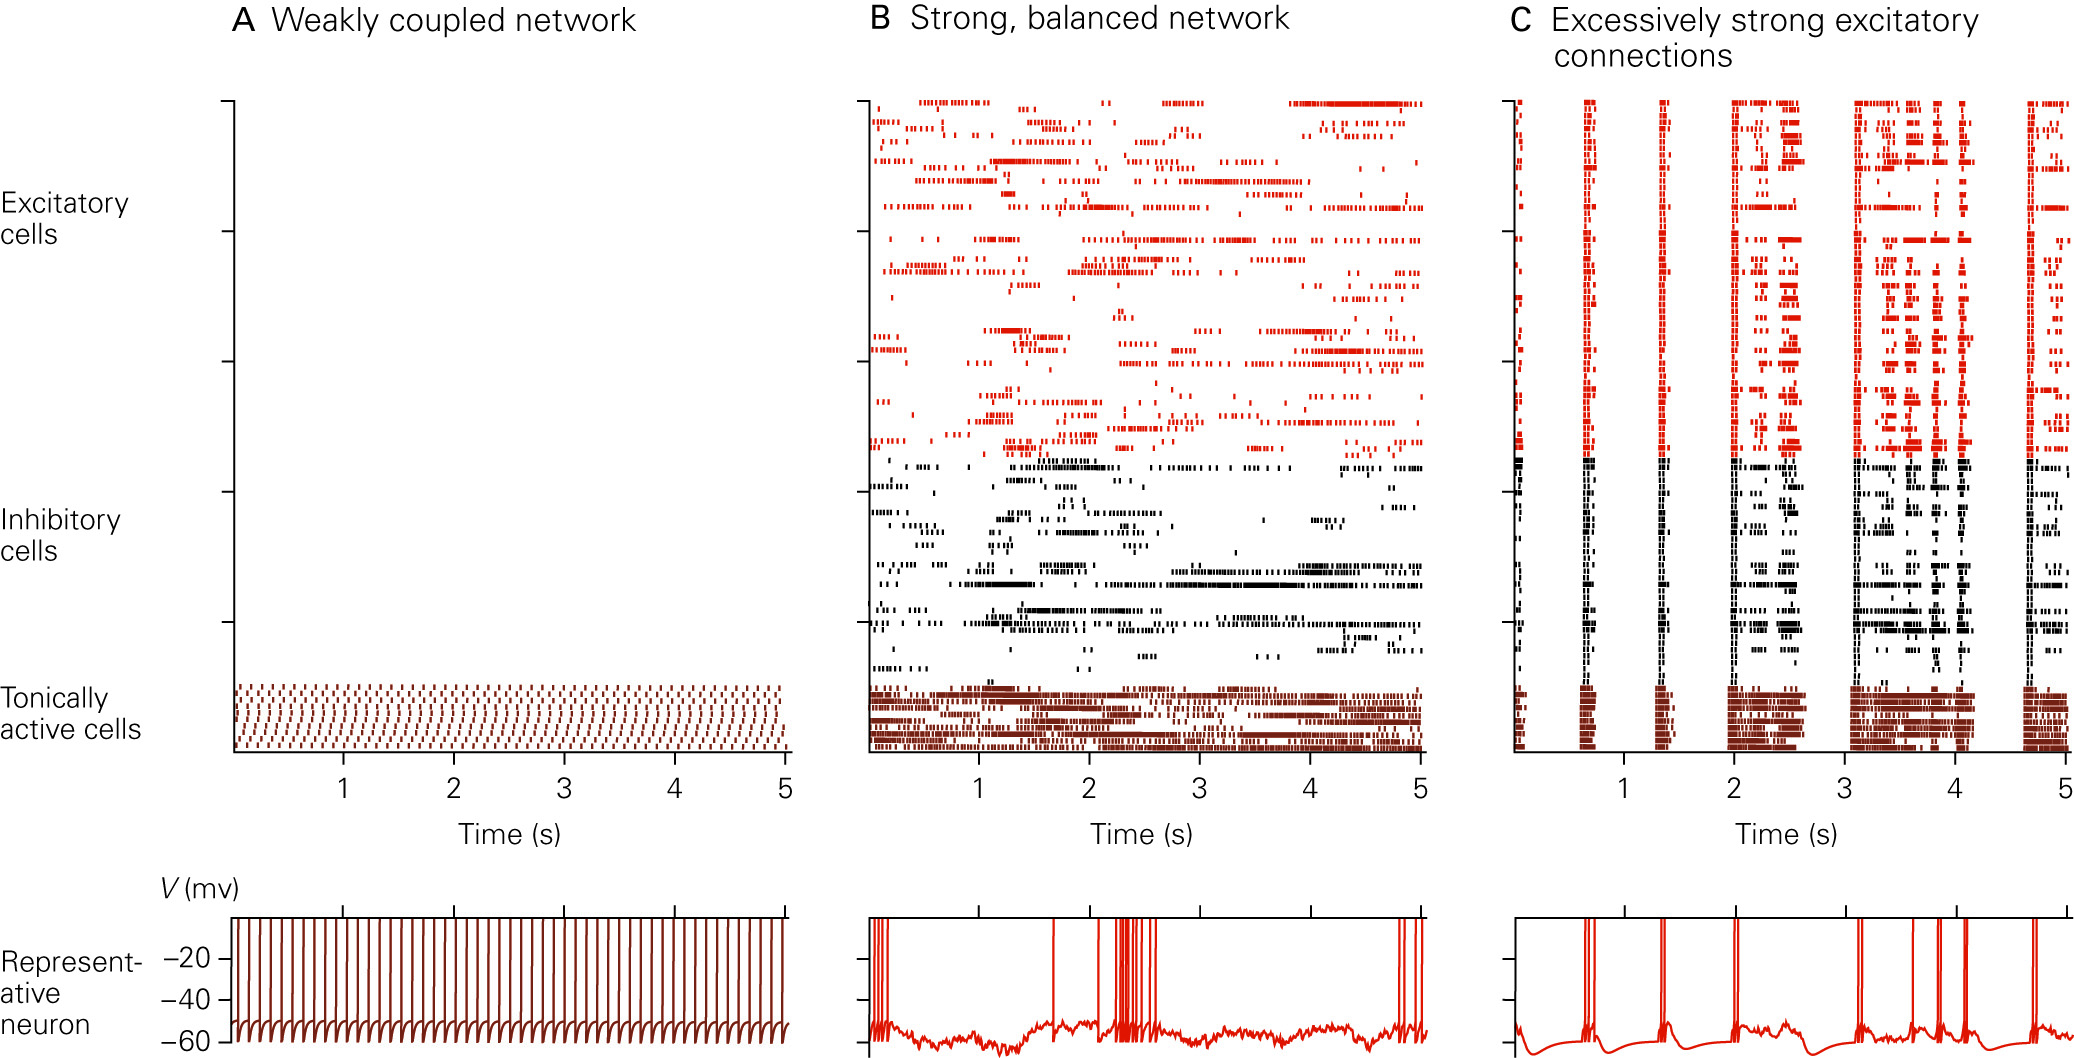 A Weakly coupled network
B Strong, balanced network
C Excessively strong excitatory
connections
Excitatory
cells
Inhibitory
cells
Tonically
active cells
1 2 3 4 5
Time (s)
1 2 3 4 5
Time (s)
1 2 3 4 5
Time (s)
V (mv)
Represent-
ative
neuron
–20
–40
–60